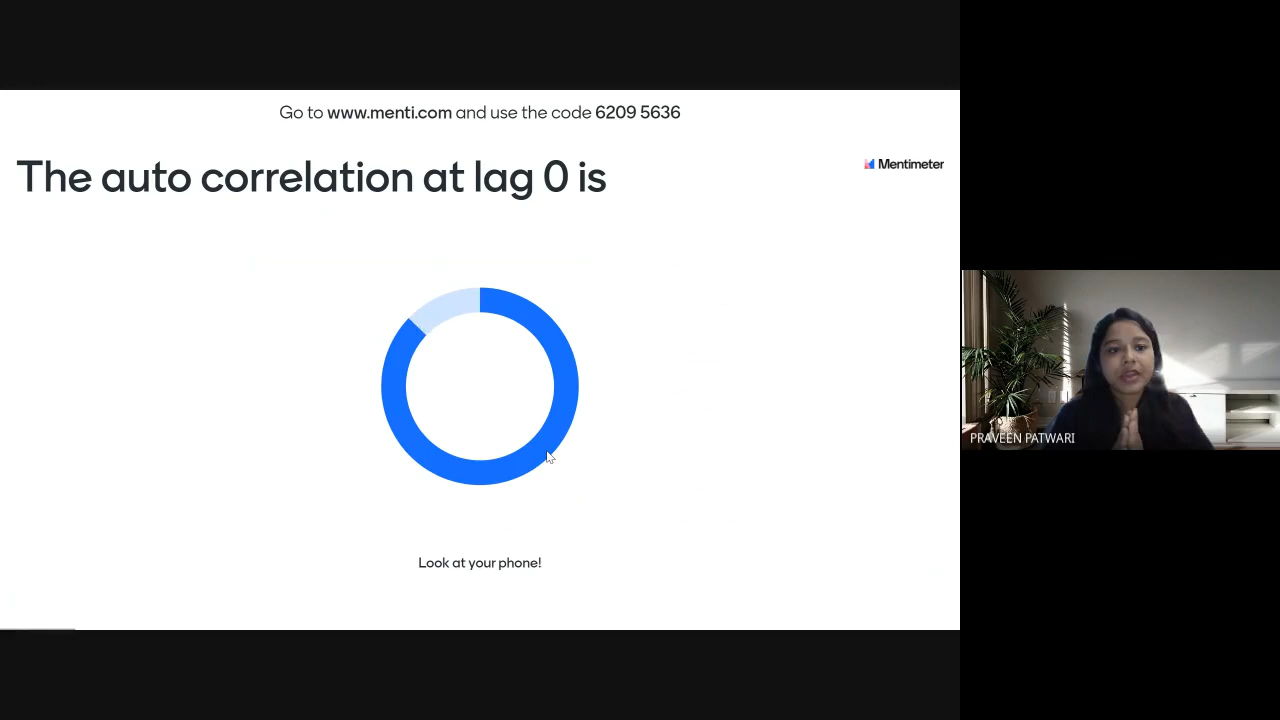 Go to www.menti.com and use the code 6209 5636
The auto correlation at lag 0 is
Mentimeter
Look at your phone!
PRAVEEN PATWARI